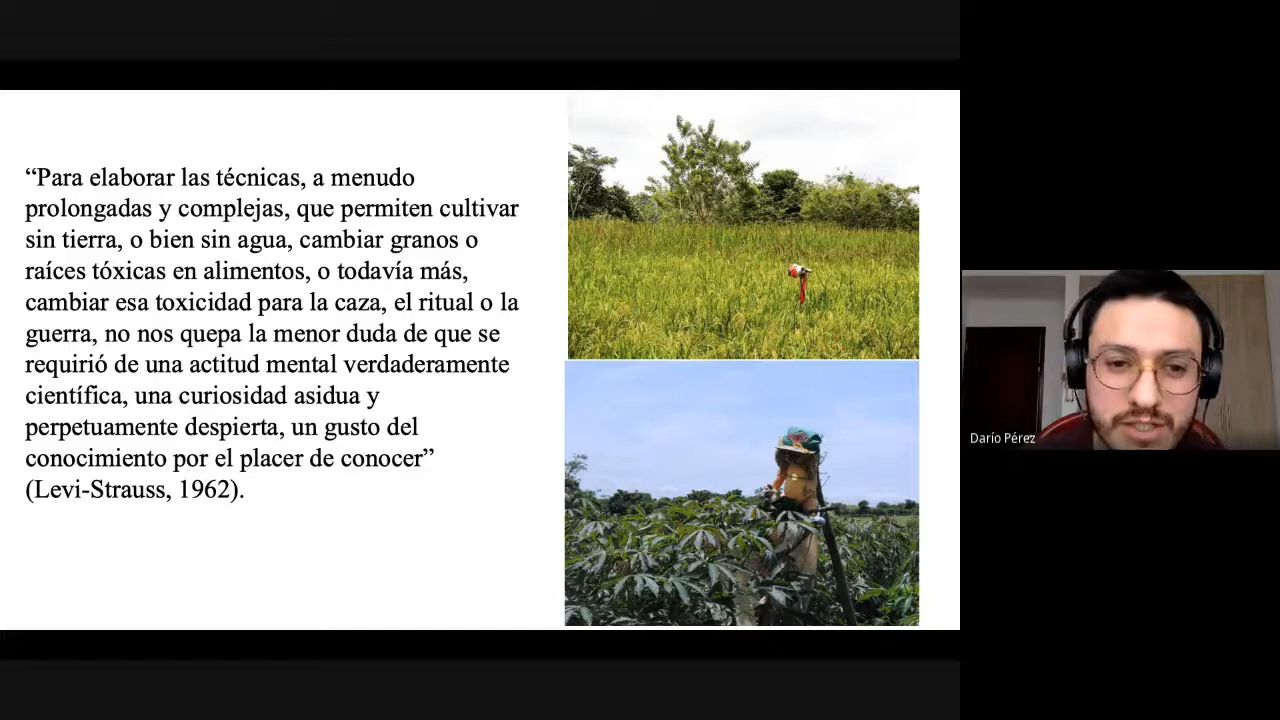 “Para elaborar las técnicas, a menudo
prolongadas y complejas, que permiten cultivar
sin tierra, o bien sin agua, cambiar granos o
raíces tóxicas en alimentos, o todavía más,
cambiar esa toxicidad para la caza, el ritual o la
guerra, no nos quepa la menor duda de que se
requirió de una actitud mental verdaderamente
científica, una curiosidad asidua y
perpetuamente despierta, un gusto del
conocimiento por el placer de conocer”
(Levi-Strauss, 1962).
Darío Pérez